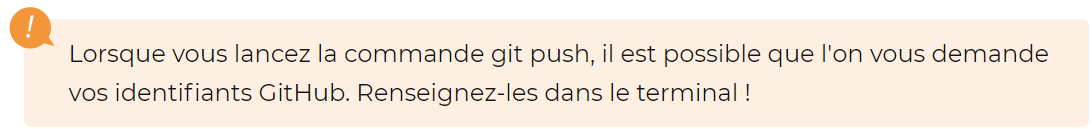 !
Lorsque vous lancez la commande git push, il est possible que l'on vous demande
vos identifiants GitHub. Renseignez-les dans le terminal !